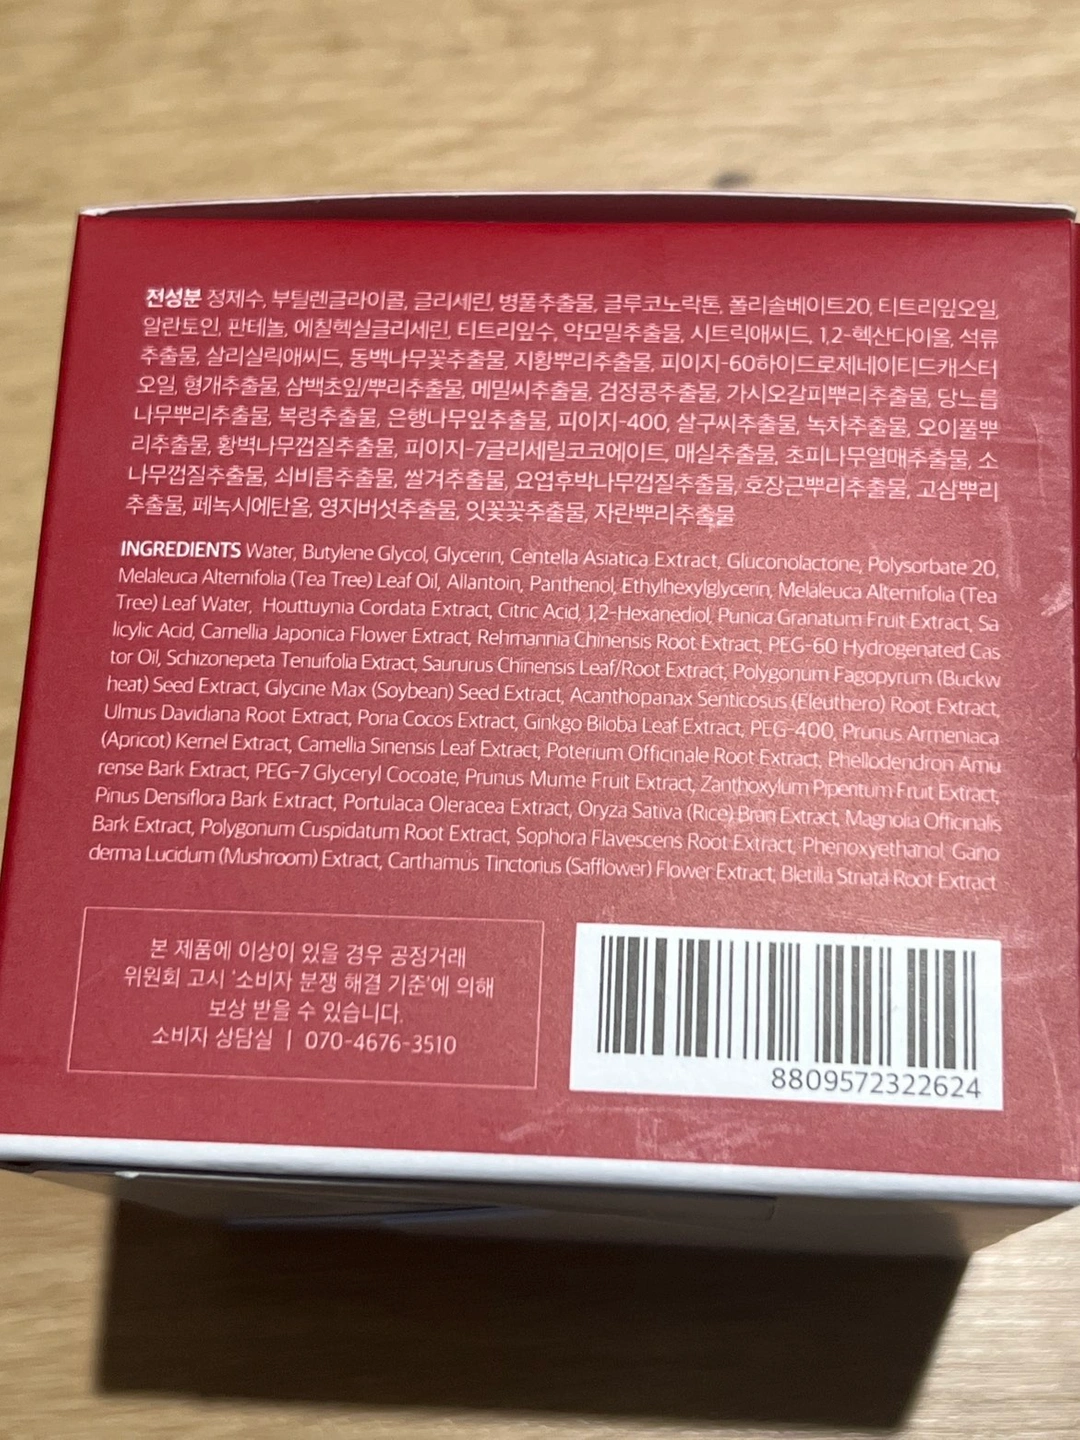 전성분 정제수, 부틸렌글라이콜, 글리세린, 병풀추출물, 글루코노락톤, 폴리솔베이트20, 티트리잎오일,
알란토인, 판테놀, 에칠헥실글리세린, 티트리잎수, 약모밀추출물, 시트릭애씨드, 1,2-헥산다이올, 석류
추출물, 살리실릭애씨드, 동백나무꽃추출물, 지황뿌리추출물, 피이지-60하이드로제네이티드캐스터
오일, 형개추출물, 삼백초잎/뿌리추출물, 메밀씨추출물, 검정콩추출물, 가시오갈피뿌리추출물, 당느릅
나무뿌리추출물, 복령추출물, 은행나무잎추출물, 피이지-400, 살구씨추출물, 녹차추출물, 오이풀뿌
리추출물, 황벽나무껍질추출물, 피이지-7글리세릴코코에이트, 매실추출물, 초피나무열매추출물, 소
나무껍질추출물, 쇠비름추출물, 쌀겨추출물, 요엽후박나무껍질추출물, 호장근뿌리추출물, 고삼뿌리
추출물, 페녹시에탄올, 영지버섯추출물, 잇꽃꽃추출물, 자란뿌리추출물
INGREDIENTS Water, Butylene Glycol, Glycerin, Centella Asiatica Extract, Gluconolactone, Polysorbate 20,
Melaleuca Alternifolia (Tea Tree) Leaf Oil, Allantoin, Panthenol, Ethylhexylglycerin, Melaleuca Alternifolia (Tea
Tree) Leaf Water, Houttuynia Cordata Extract, Citric Acid, 1,2-Hexanediol, Punica Granatum Fruit Extract, Sa
licylic Acid, Camellia Japonica Flower Extract, Rehmannia Chinensis Root Extract, PEG-60 Hydrogenated Cas
tor Oil, Schizonepeta Tenuifolia Extract, Saururus Chinensis Leaf/Root Extract, Polygonum Fagopyrum (Buckw
heat) Seed Extract, Glycine Max (Soybean) Seed Extract, Acanthopanax Senticosus (Eleuthero) Root Extract,
Ulmus Davidiana Root Extract, Poria Cocos Extract, Ginkgo Biloba Leaf Extract, PEG-400, Prunus Armeniaca
(Apricot) Kernel Extract, Camellia Sinensis Leaf Extract, Poterium Officinale Root Extract, Phellodendron Amu
rense Bark Extract, PEG-7 Glyceryl Cocoate, Prunus Mume Fruit Extract, Zanthoxylum Piperitum Fruit Extract,
Pinus Densiflora Bark Extract, Portulaca Oleracea Extract, Oryza Sativa (Rice) Bran Extract, Magnolia Officinalis
Bark Extract, Polygonum Cuspidatum Root Extract, Sophora Flavescens Root Extract, Phenoxyethanol, Gano
derma Lucidum (Mushroom) Extract, Carthamus Tinctorius (Safflower) Flower Extract, Bletilla Striata Root Extract
본 제품에 이상이 있을 경우 공정거래
위원회 고시 '소비자 분쟁 해결 기준'에 의해
보상 받을 수 있습니다.
소비자 상담실 | 070-4676-3510
8809572322624